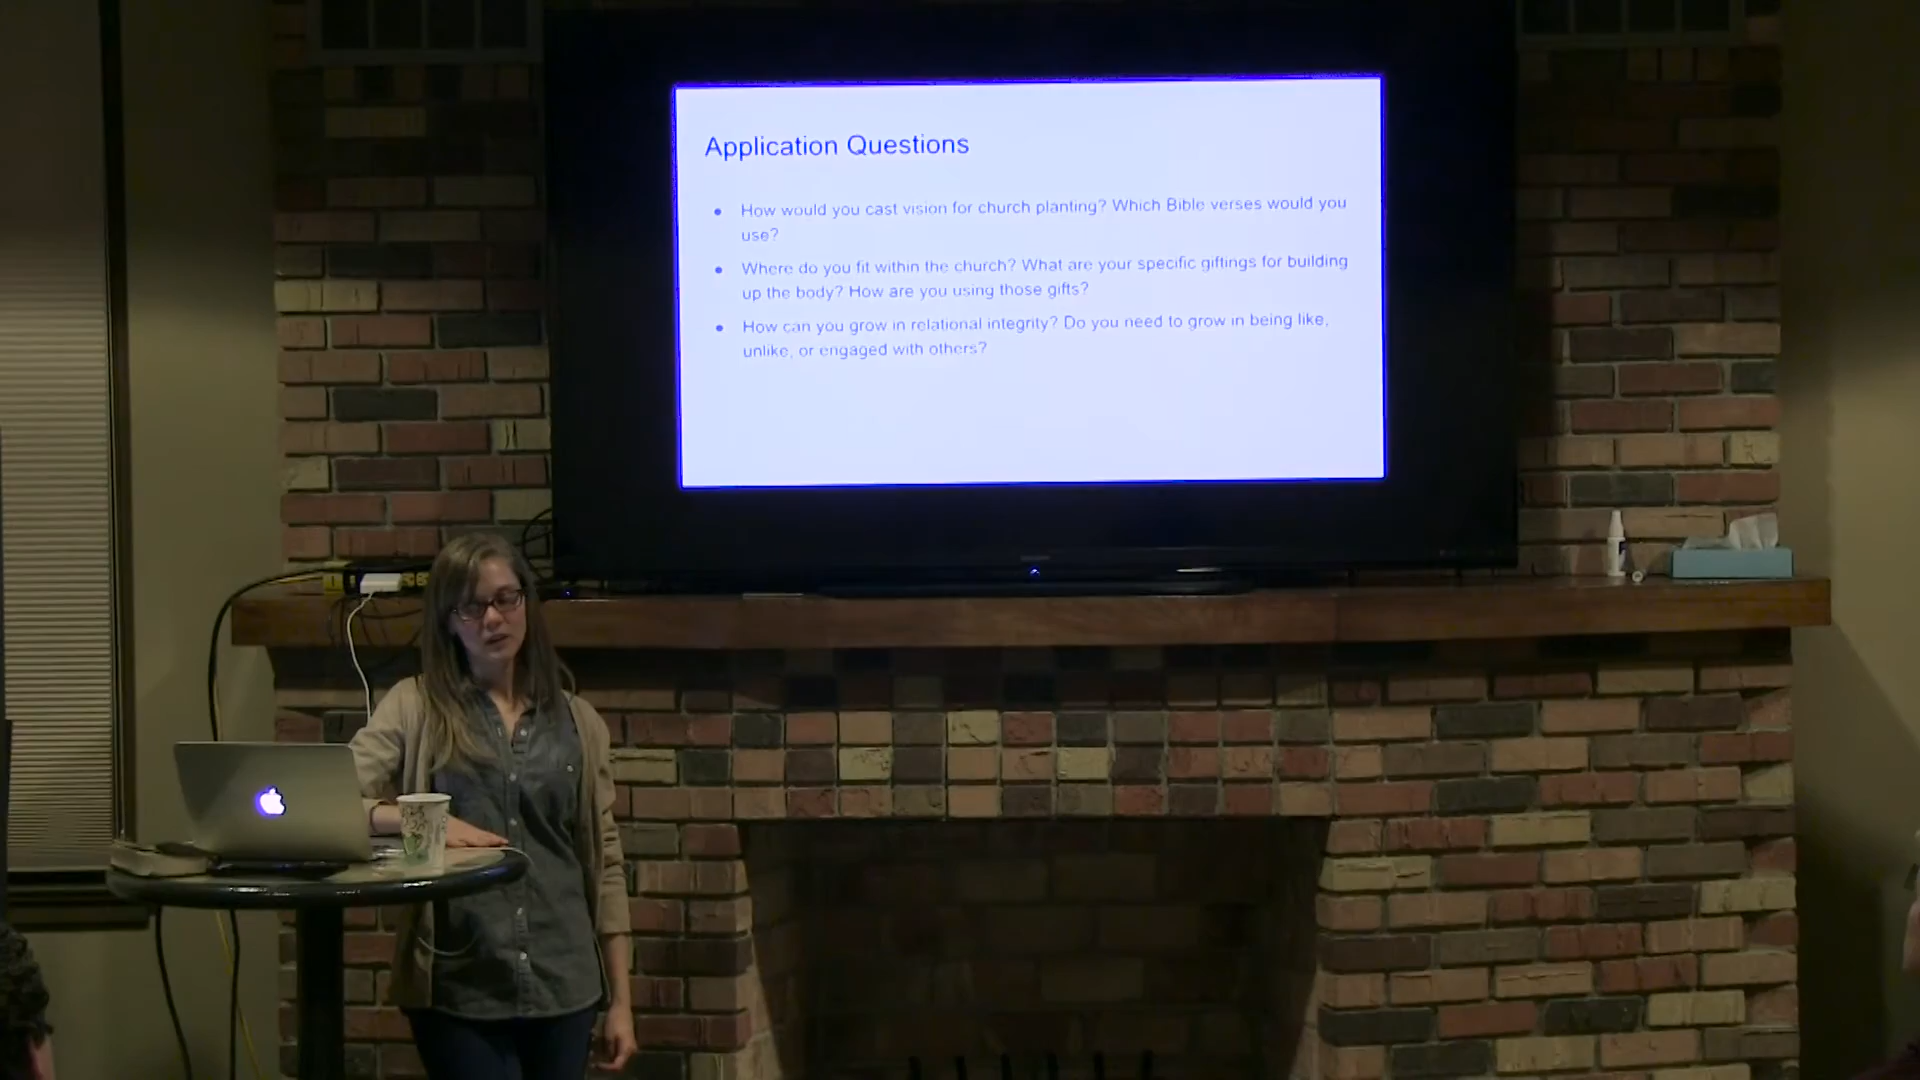 Application Questions
How would you cast vision for church planting? Which Bible verses would you
use?
Where do you fit within the church? What are your specific giftings for building
up the body? How are you using those gifts?
How can you grow in relational integrity? Do you need to grow in being like,
unlike, or engaged with others?